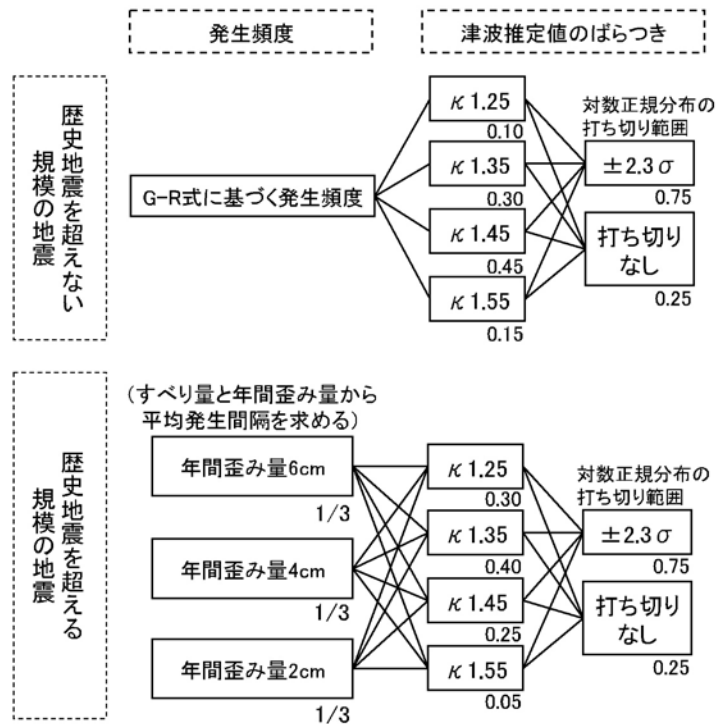 発生頻度
津波推定値のばらつき
歴史地震を超えない
規模の地震
G-R式に基づく発生頻度
κ 1.25
0.10
κ 1.35
0.30
κ 1.45
0.45
κ 1.55
0.15
対数正規分布の
打ち切り範囲
±2.3σ
0.75
打ち切り
なし
0.25
歴史地震を超える
規模の地震
(すべり量と年間歪み量から
平均発生間隔を求める)
年間歪み量6cm
1/3
年間歪み量4cm
1/3
年間歪み量2cm
1/3
κ 1.25
0.30
κ 1.35
0.40
κ 1.45
0.25
κ 1.55
0.05
対数正規分布の
打ち切り範囲
±2.3σ
0.75
打ち切り
なし
0.25